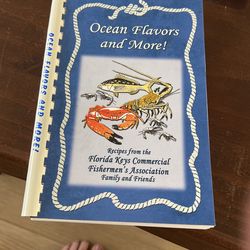 Ocean Flavors
and More!
Recipes from the
Florida Keys Commercial
Fishermen's Association
Family and Friends
OCEAN FLAVORS AND MORE!